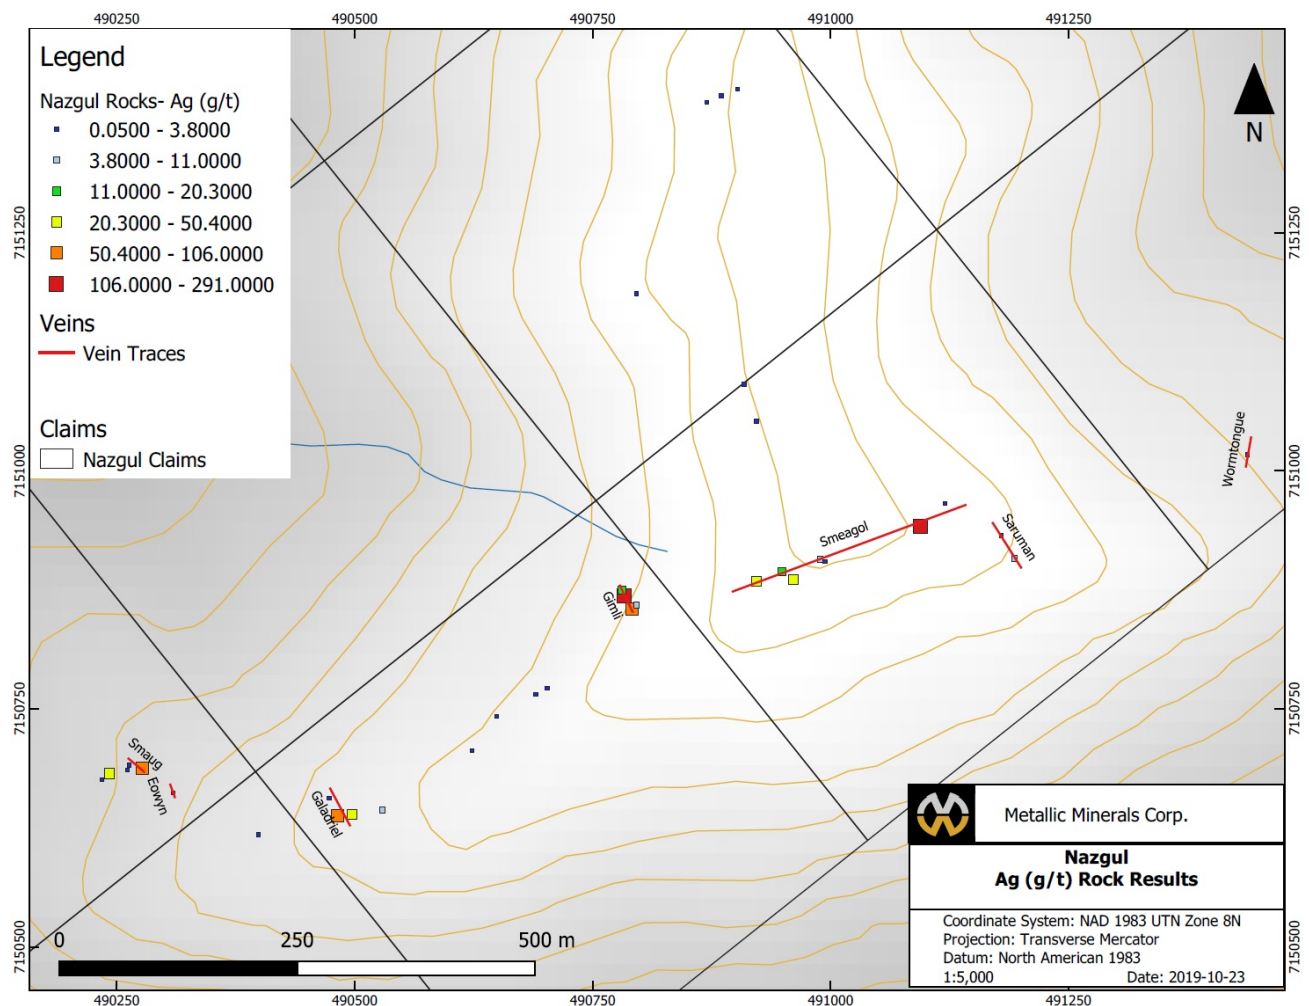 490250 490500 490750 491000 491250
Legend
Nazgul Rocks- Ag (g/t)
0.0500 - 3.8000
3.8000 - 11.0000
11.0000 - 20.3000
20.3000 - 50.4000
50.4000 - 106.0000
106.0000 - 291.0000
Veins
Vein Traces
Claims
Nazgul Claims
N
7151250 7151250
7151000 7151000
7150750 7150750
7150500 7150500
Wormtongue
Smeagol
Saruman
Gimli
Smaug
Eowyn
Galadriel
0 250 500 m
Metallic Minerals Corp.
Nazgul
Ag (g/t) Rock Results
Coordinate System: NAD 1983 UTN Zone 8N
Projection: Transverse Mercator
Datum: North American 1983
1:5,000 Date: 2019-10-23
490250 490500 490750 491000 491250